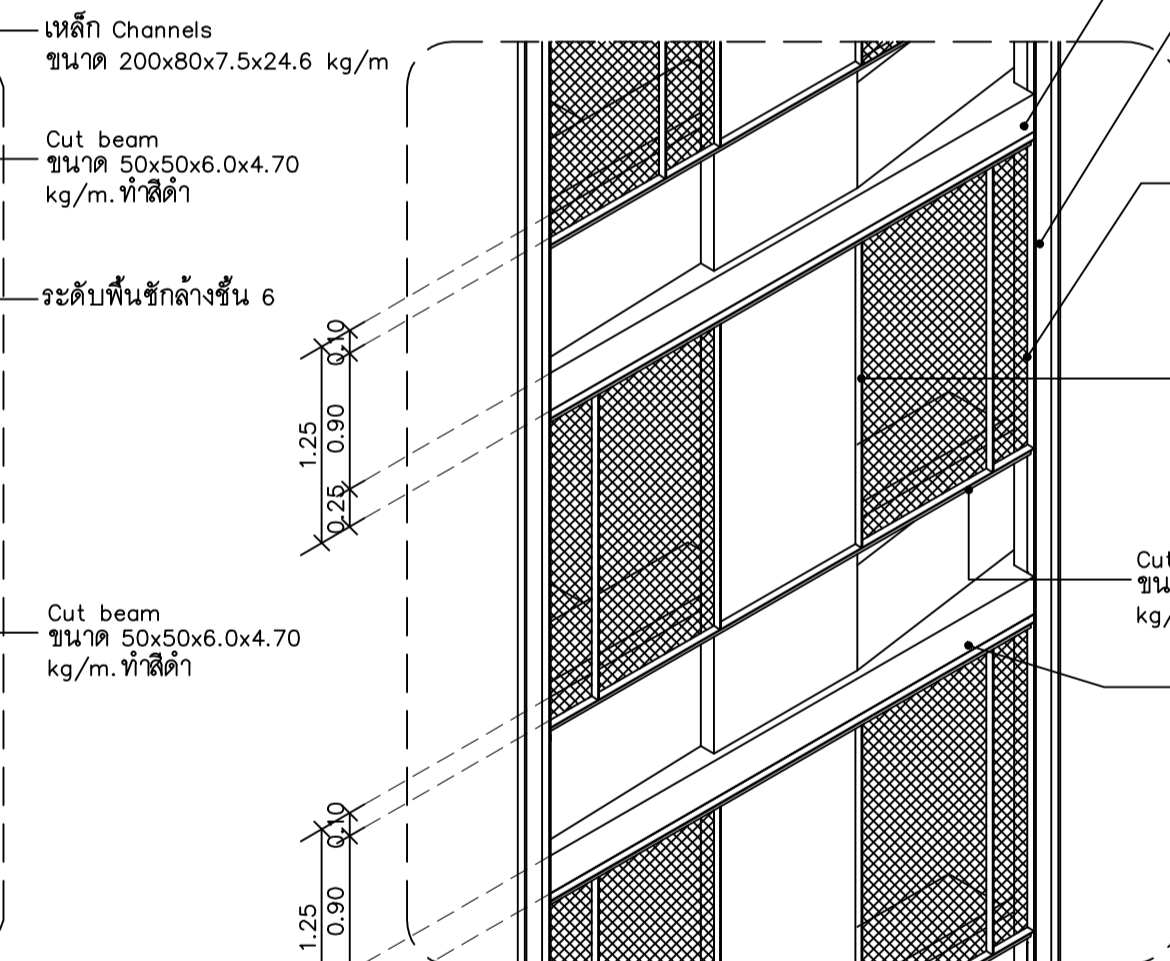 เหล็ก Channels
ขนาด 200x80x7.5x24.6 kg/m
Cut beam
ขนาด 50x50x6.0x4.70
kg/m.ทำสีดำ
ระดับพื้นซักล้างชั้น 6
0.10
0.90
1.25
0.25
Cut beam
ขนาด 50x50x6.0x4.70
kg/m.ทำสีดำ
Cut
kg/
0.10
0.90
1.25